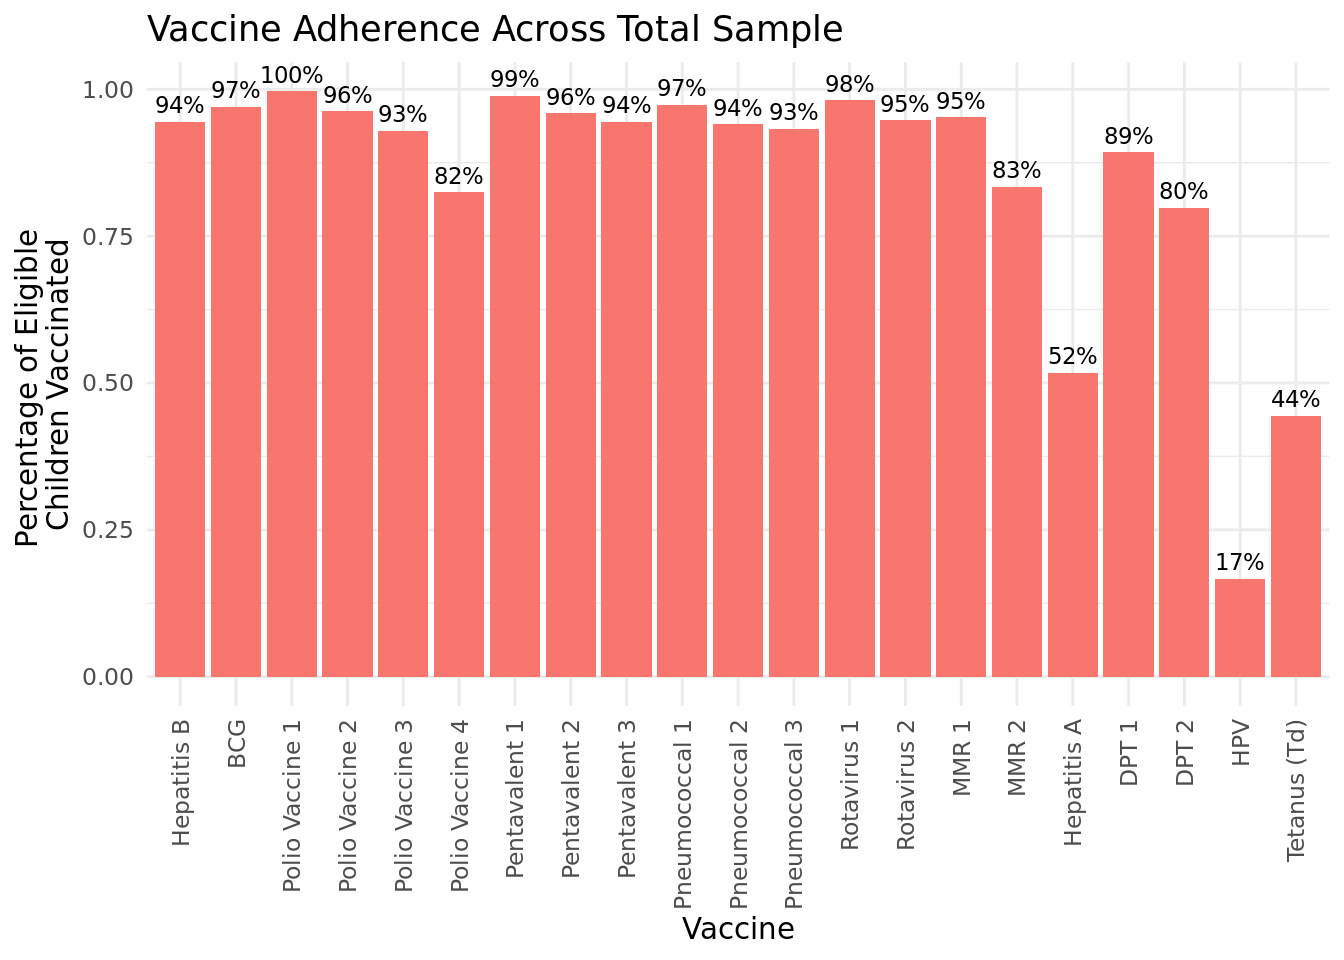 Vaccine Adherence Across Total Sample
Percentage of Eligible
Children Vaccinated
1.00
0.75
0.50
0.25
0.00
94%
97%
100%
96%
93%
82%
99%
96%
94%
97%
94%
93%
98%
95%
95%
83%
52%
89%
80%
17%
44%
Hepatitis B
BCG
Polio Vaccine 1
Polio Vaccine 2
Polio Vaccine 3
Polio Vaccine 4
Pentavalent 1
Pentavalent 2
Pentavalent 3
Pneumococcal 1
Pneumococcal 2
Pneumococcal 3
Rotavirus 1
Rotavirus 2
MMR 1
MMR 2
Hepatitis A
DPT 1
DPT 2
HPV
Tetanus (Td)
Vaccine